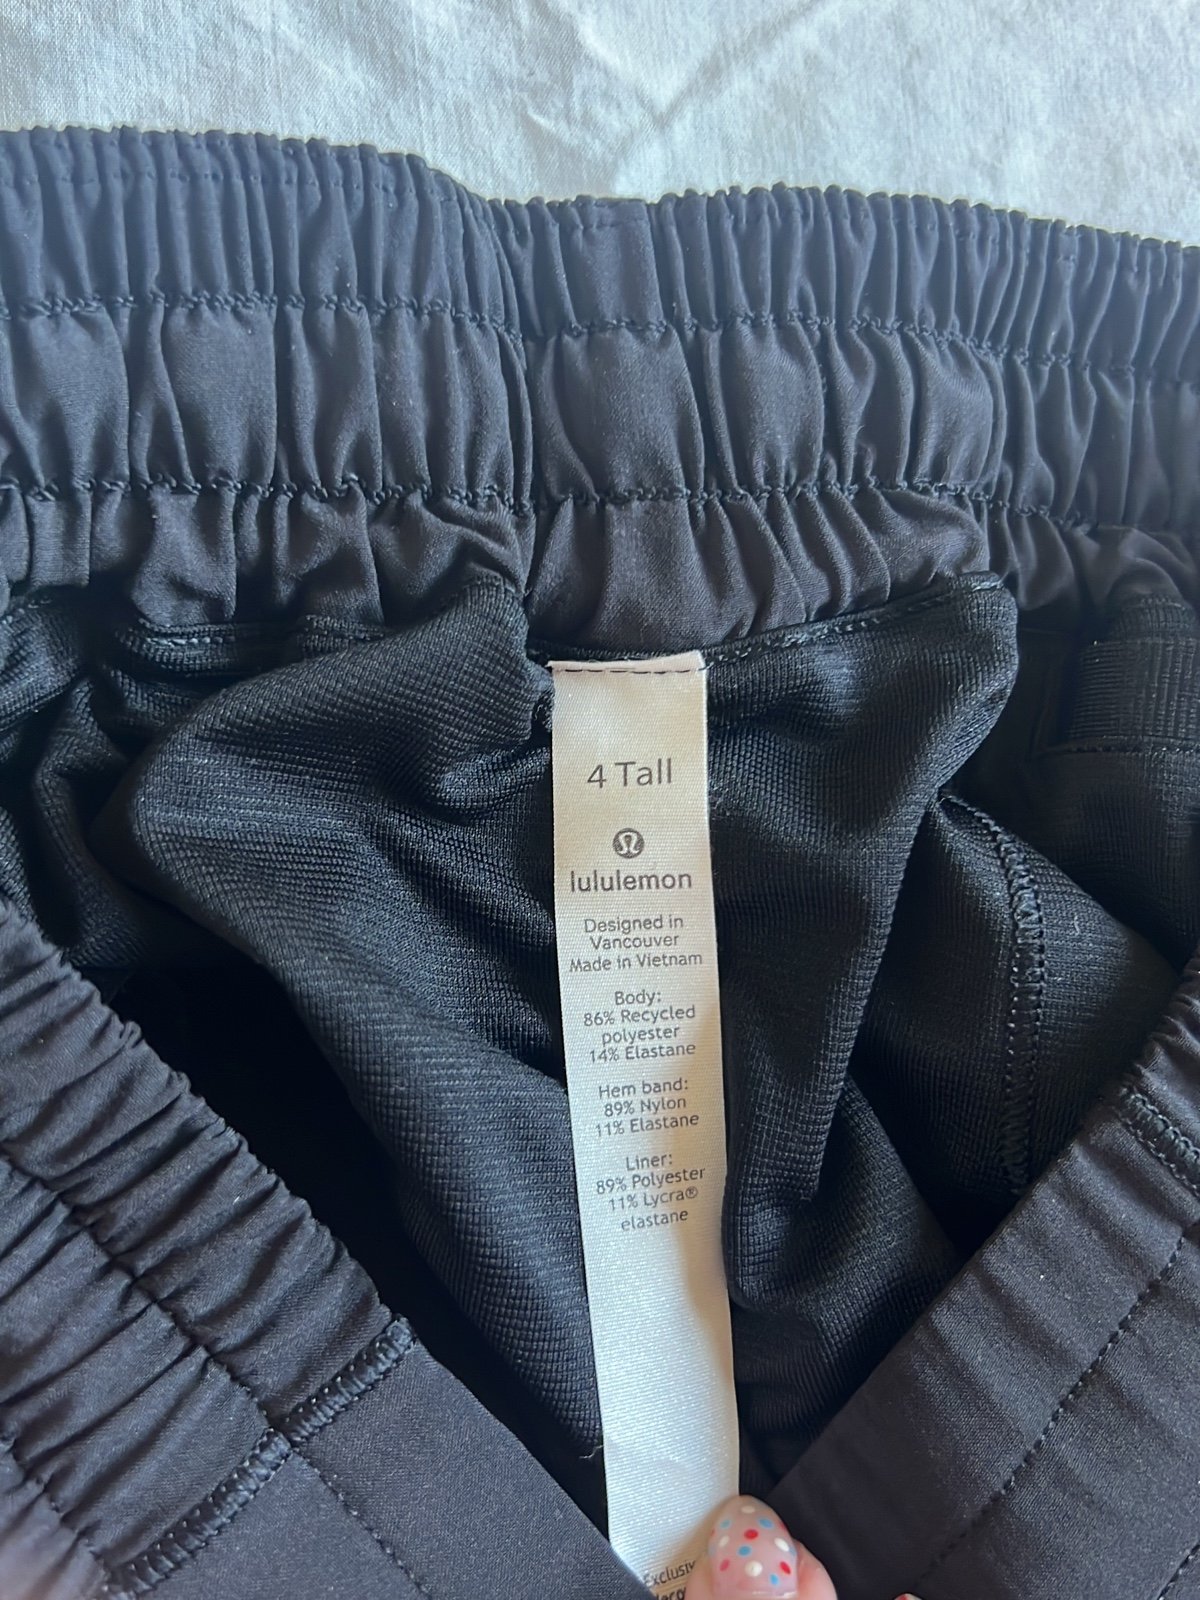 4 Tall
lululemon
Designed in
Vancouver
Made in Vietnam
Body:
86% Recycled
polyester
14% Elastane
Hem band:
89% Nylon
11% Elastane
Liner:
89% Polyester
11% Lycra®
elastane